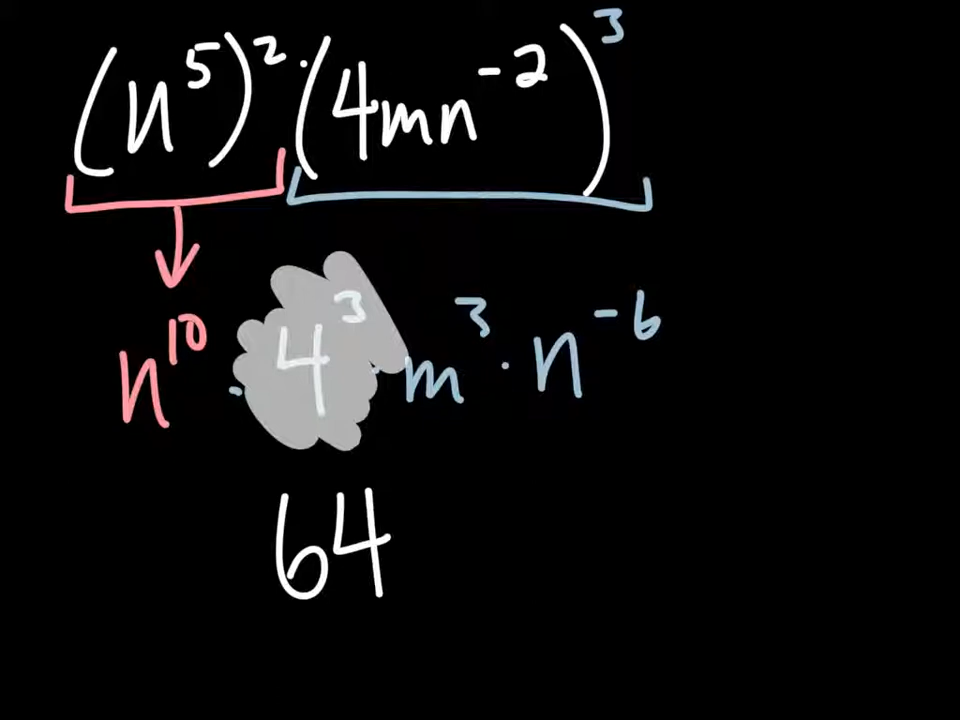 (n⁵)² · (4mn⁻²)³
n¹⁰ · 4³ · m³ · n⁻⁶
64